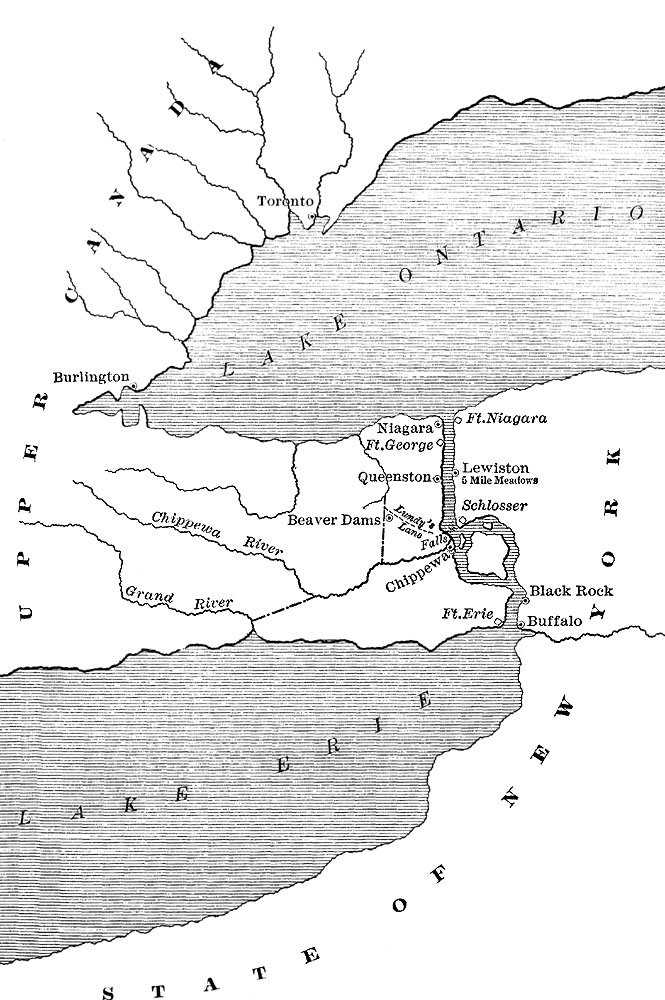 UPPER CANADA
Toronto
LAKE ONTARIO
Burlington
Niagara
Ft. Niagara
Ft. George
Queenston
Lewiston
5 Mile Meadows
Schlosser
Beaver Dams
Lundy's
Lane
Falls
Chippewa
Chippewa River
Grand River
Black Rock
Ft. Erie
Buffalo
LAKE ERIE
STATE OF NEW YORK